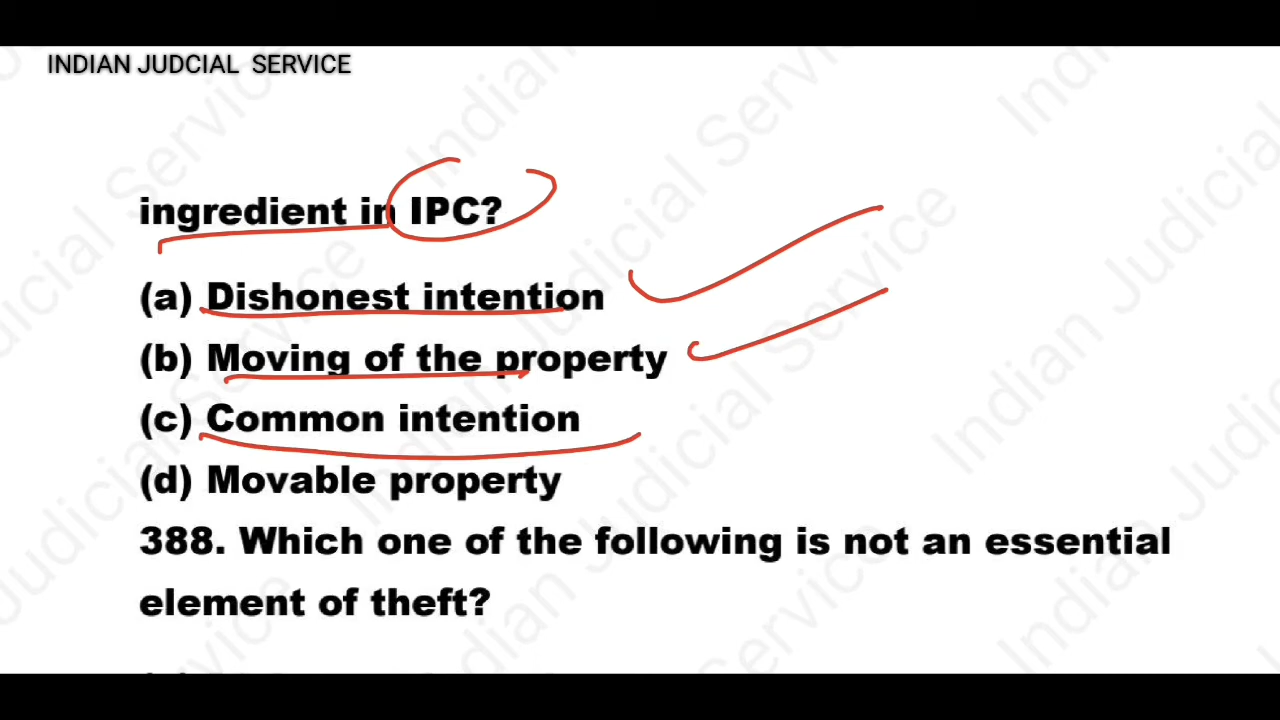 INDIAN JUDCIAL SERVICE
ingredient in IPC?
(a) Dishonest intention
(b) Moving of the property
(c) Common intention
(d) Movable property
388. Which one of the following is not an essential
element of theft?